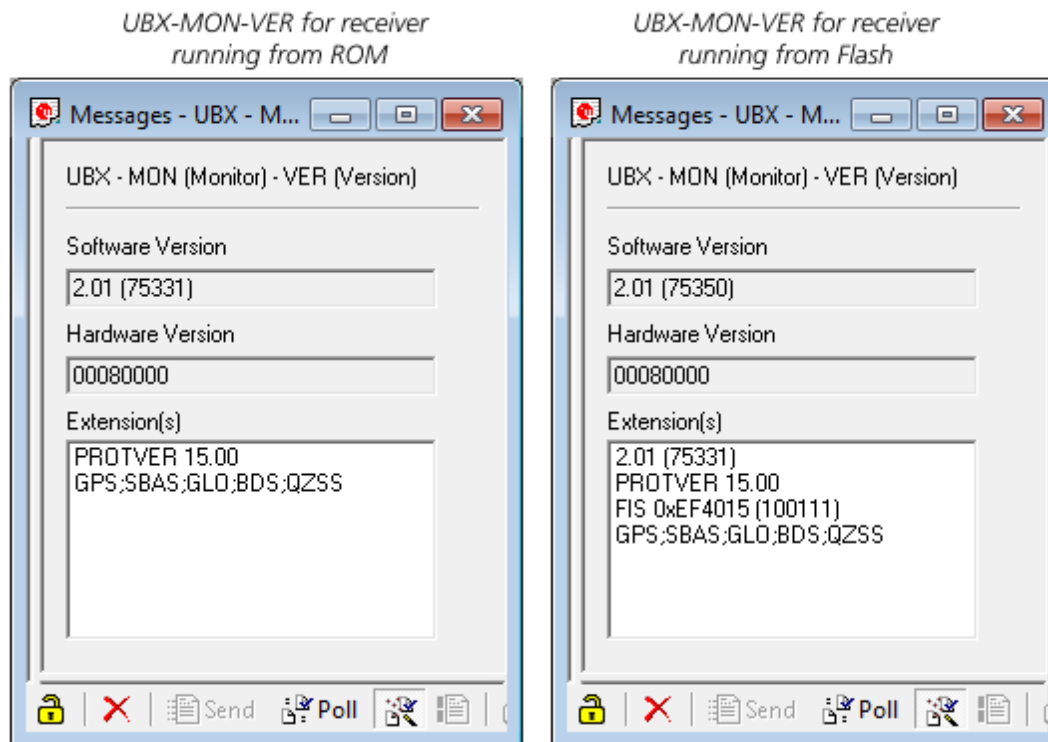 UBX-MON-VER for receiver
running from ROM
Messages - UBX - M...
UBX - MON (Monitor) - VER (Version)
Software Version
2.01 (75331)
Hardware Version
00080000
Extension(s)
PROTVER 15.00
GPS;SBAS;GLO;BDS;QZSS
Send Poll
UBX-MON-VER for receiver
running from Flash
Messages - UBX - M...
UBX - MON (Monitor) - VER (Version)
Software Version
2.01 (75350)
Hardware Version
00080000
Extension(s)
2.01 (75331)
PROTVER 15.00
FIS 0xEF4015 (100111)
GPS;SBAS;GLO;BDS;QZSS
Send Poll